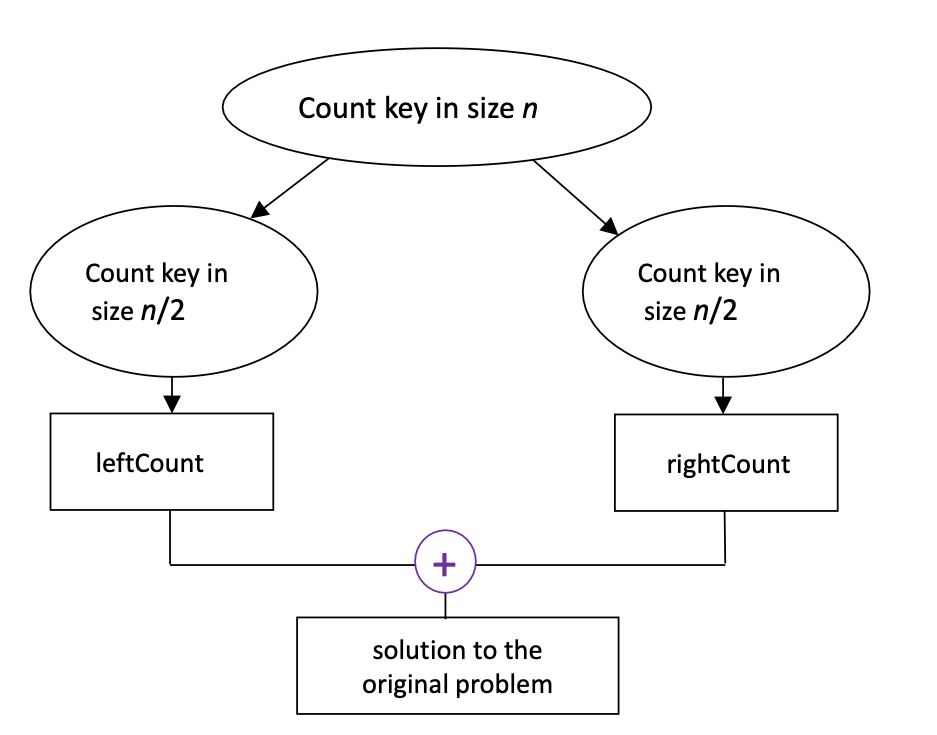 Count key in size n
Count key in
size n/2
Count key in
size n/2
leftCount
rightCount
+
solution to the
original problem